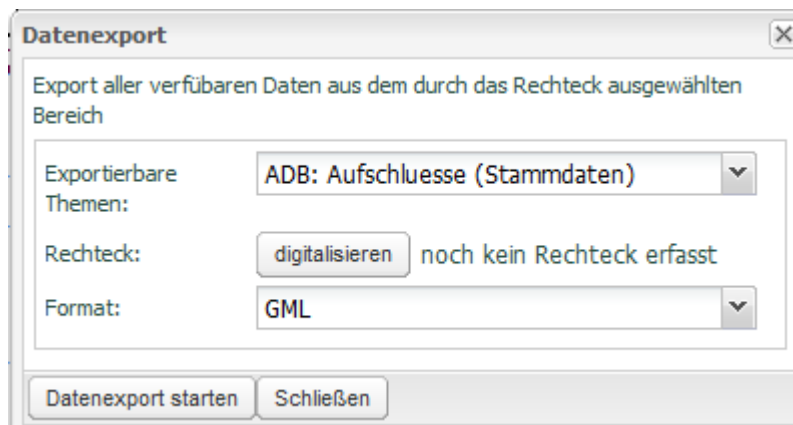 Datenexport
Export aller verfübaren Daten aus dem durch das Rechteck ausgewählten
Bereich
Exportierbare
Themen:
ADB: Aufschluesse (Stammdaten)
Rechteck:
digitalisieren
noch kein Rechteck erfasst
Format:
GML
Datenexport starten
Schließen